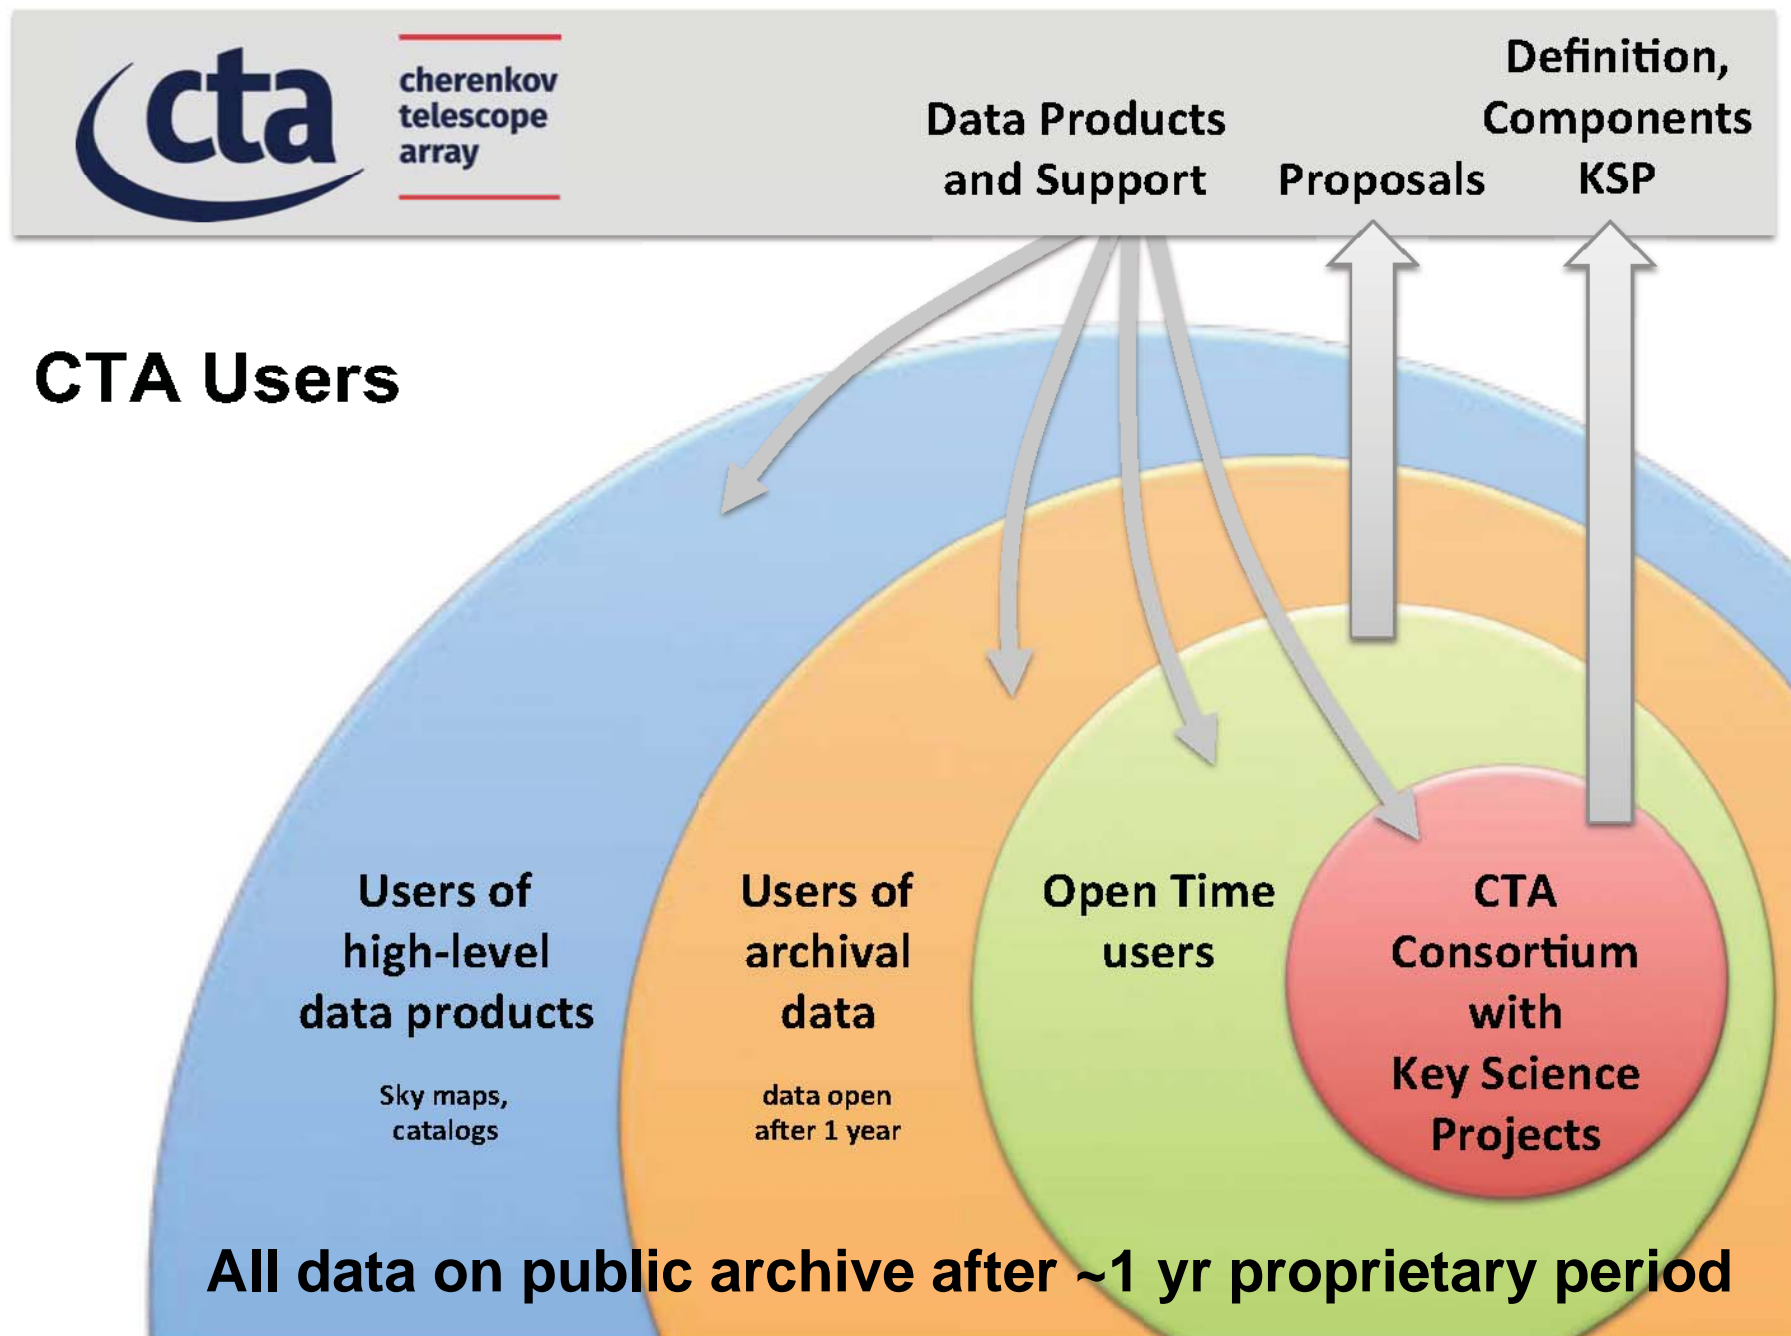 cta
cherenkov
telescope
array
Data Products
and Support
Proposals
Definition,
Components
KSP
CTA Users
Users of
high-level
data products
Sky maps,
catalogs
Users of
archival
data
data open
after 1 year
Open Time
users
CTA
Consortium
with
Key Science
Projects
All data on public archive after ~1 yr proprietary period